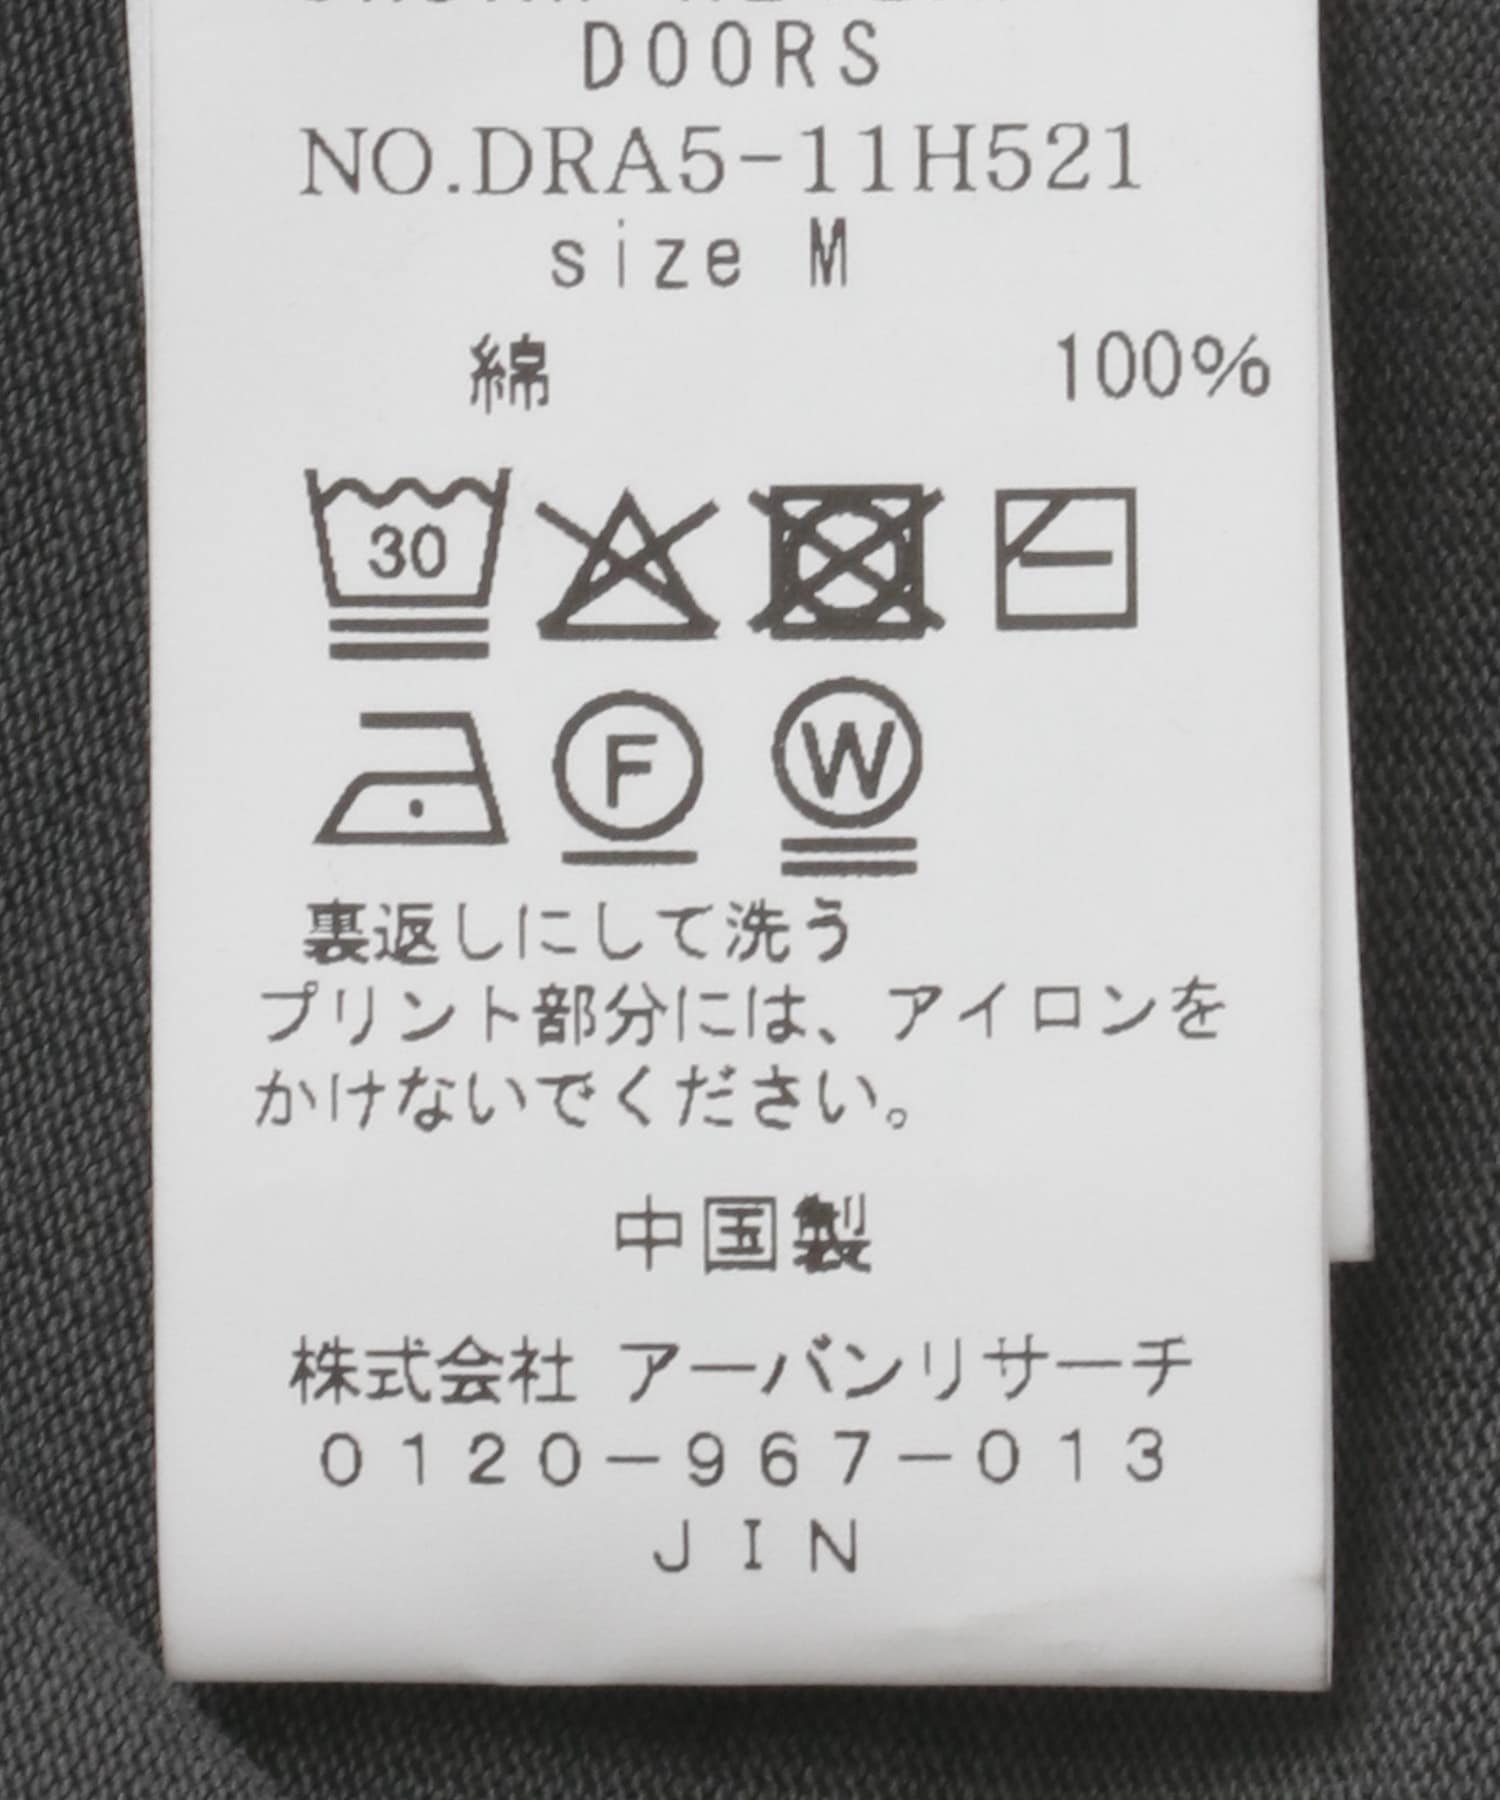 DOORS
NO.DRA5-11H521
size M
綿 100%
30
F W
裏返しにして洗う
プリント部分には、アイロンを
かけないでください。
中国製
株式会社 アーバンリサーチ
0120-967-013
JIN